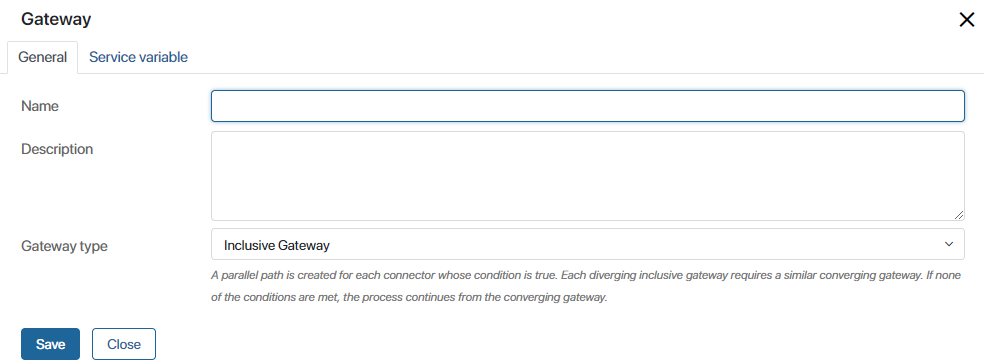 Gateway
General Service variable
Name
Description
Gateway type Inclusive Gateway
A parallel path is created for each connector whose condition is true. Each diverging inclusive gateway requires a similar converging gateway. If none
of the conditions are met, the process continues from the converging gateway.
Save Close